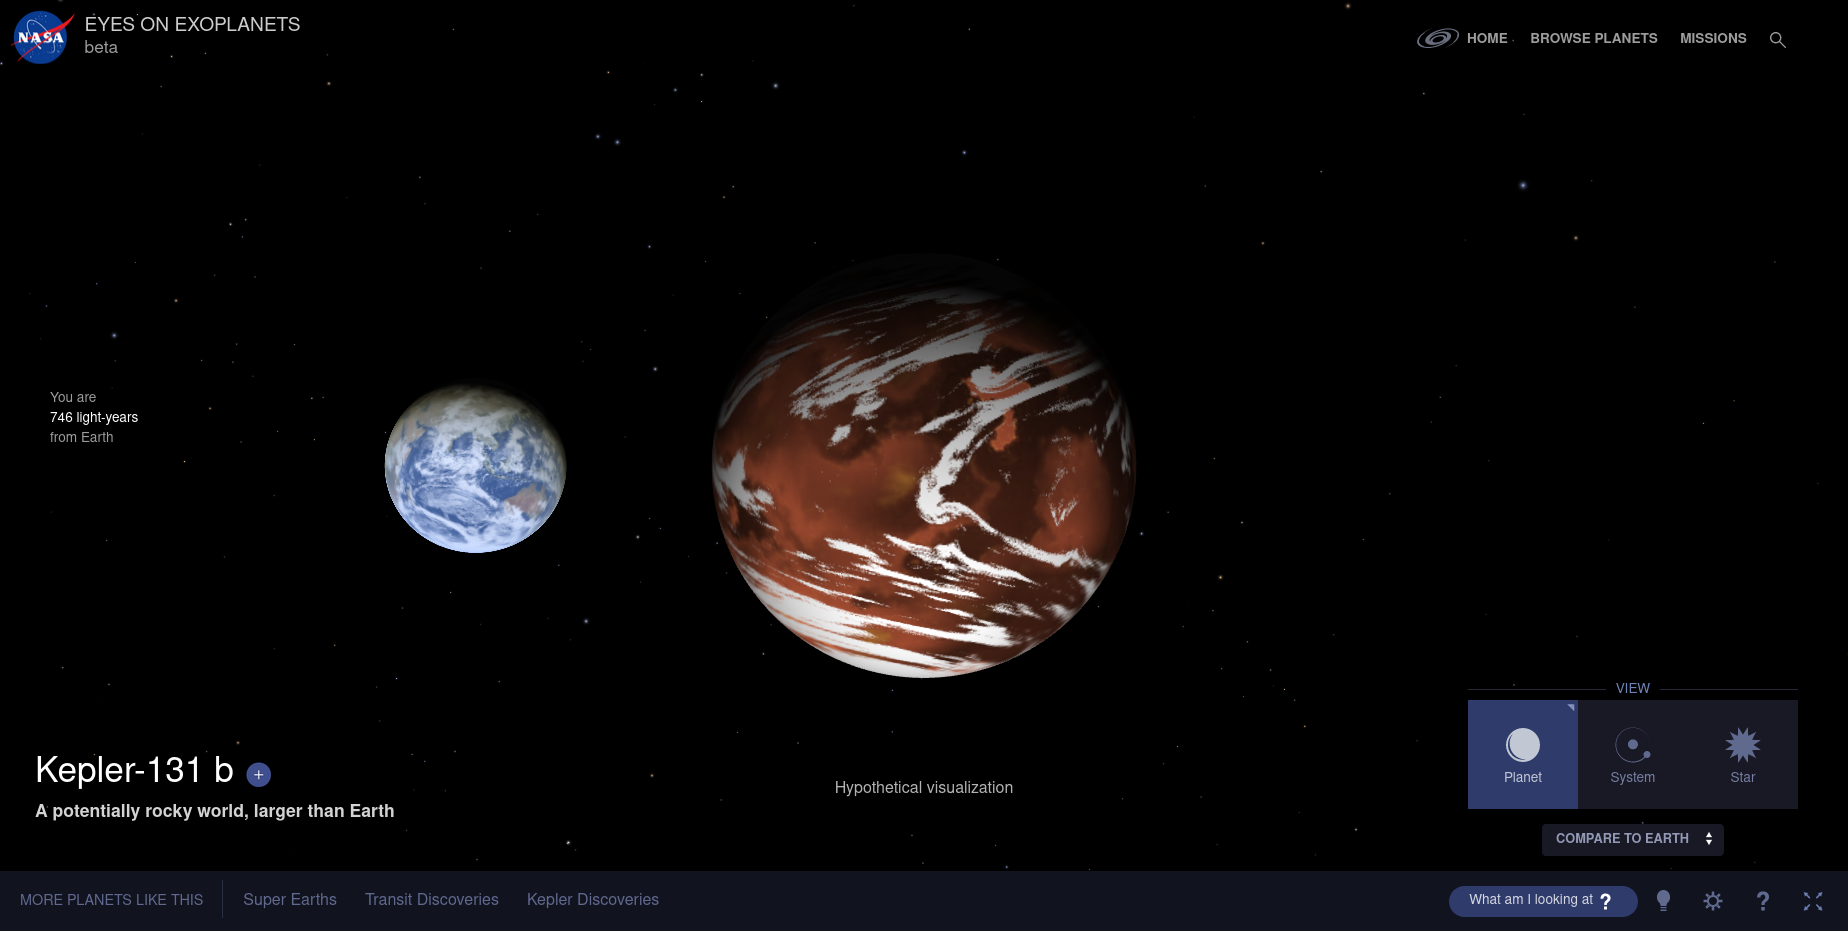 NASA
EYES ON EXOPLANETS
beta
HOME
BROWSE PLANETS
MISSIONS
You are
746 light-years
from Earth
VIEW
Planet
System
Star
Kepler-131 b +
A potentially rocky world, larger than Earth
Hypothetical visualization
COMPARE TO EARTH
MORE PLANETS LIKE THIS
Super Earths
Transit Discoveries
Kepler Discoveries
What am I looking at ?
?